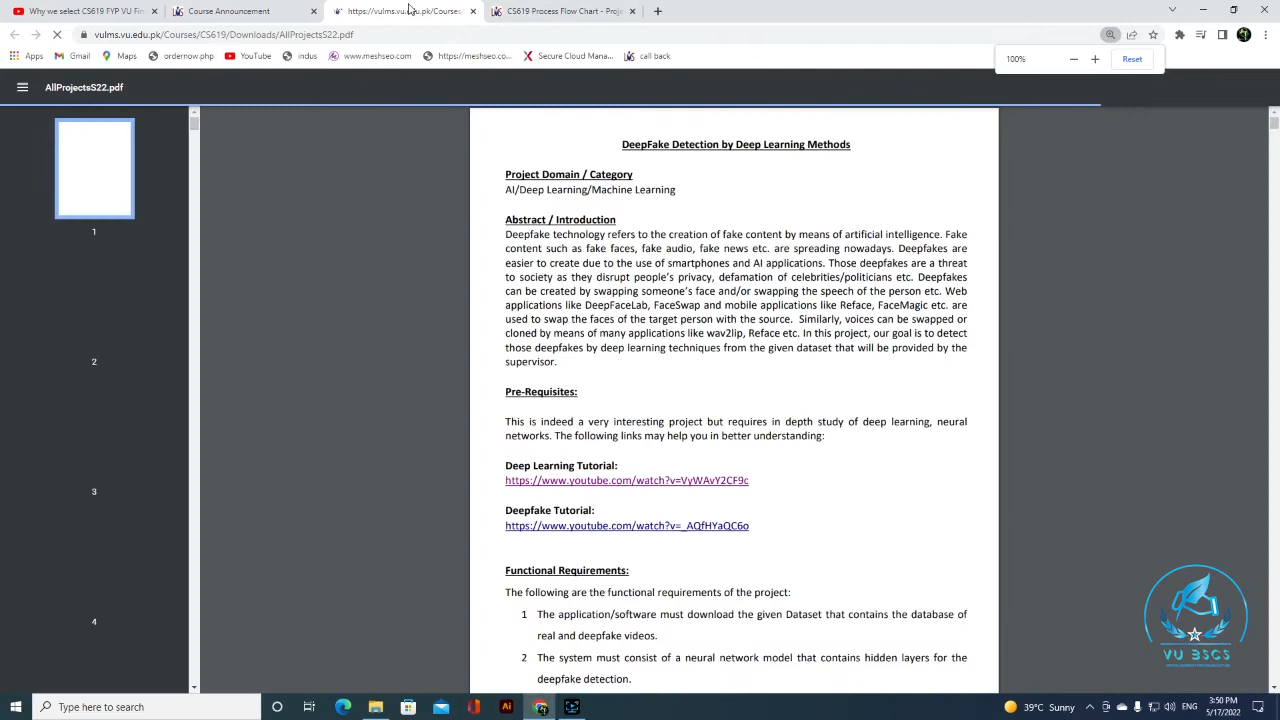 Why we select CS619 FYP VU Fin
Course Announcement
https://vulms.vu.edu.pk/Courses
CS619 Process Flow Chart - Proje
vulms.vu.edu.pk/Courses/CS619/Downloads/AllProjectsS22.pdf
Apps
Gmail
Maps
ordernow.php
YouTube
indus
www.meshseo.com
https://meshseo.co...
Secure Cloud Mana...
call back
100%
Reset
AllProjectsS22.pdf
1
2
3
4
DeepFake Detection by Deep Learning Methods
Project Domain / Category
AI/Deep Learning/Machine Learning
Abstract / Introduction
Deepfake technology refers to the creation of fake content by means of artificial intelligence. Fake
content such as fake faces, fake audio, fake news etc. are spreading nowadays. Deepfakes are
easier to create due to the use of smartphones and AI applications. Those deepfakes are a threat
to society as they disrupt people's privacy, defamation of celebrities/politicians etc. Deepfakes
can be created by swapping someone's face and/or swapping the speech of the person etc. Web
applications like DeepFaceLab, FaceSwap and mobile applications like Reface, FaceMagic etc. are
used to swap the faces of the target person with the source. Similarly, voices can be swapped or
cloned by means of many applications like wav2lip, Reface etc. In this project, our goal is to detect
those deepfakes by deep learning techniques from the given dataset that will be provided by the
supervisor.
Pre-Requisites:
This is indeed a very interesting project but requires in depth study of deep learning, neural
networks. The following links may help you in better understanding:
Deep Learning Tutorial:
https://www.youtube.com/watch?v=VyWAvY2CF9c
Deepfake Tutorial:
https://www.youtube.com/watch?v=_AQfHYaQC6o
Functional Requirements:
The following are the functional requirements of the project:
1 The application/software must download the given Dataset that contains the database of
real and deepfake videos.
2 The system must consist of a neural network model that contains hidden layers for the
deepfake detection.
VU BSCS
Type here to search
39°C Sunny
3:50 PM
5/17/2022